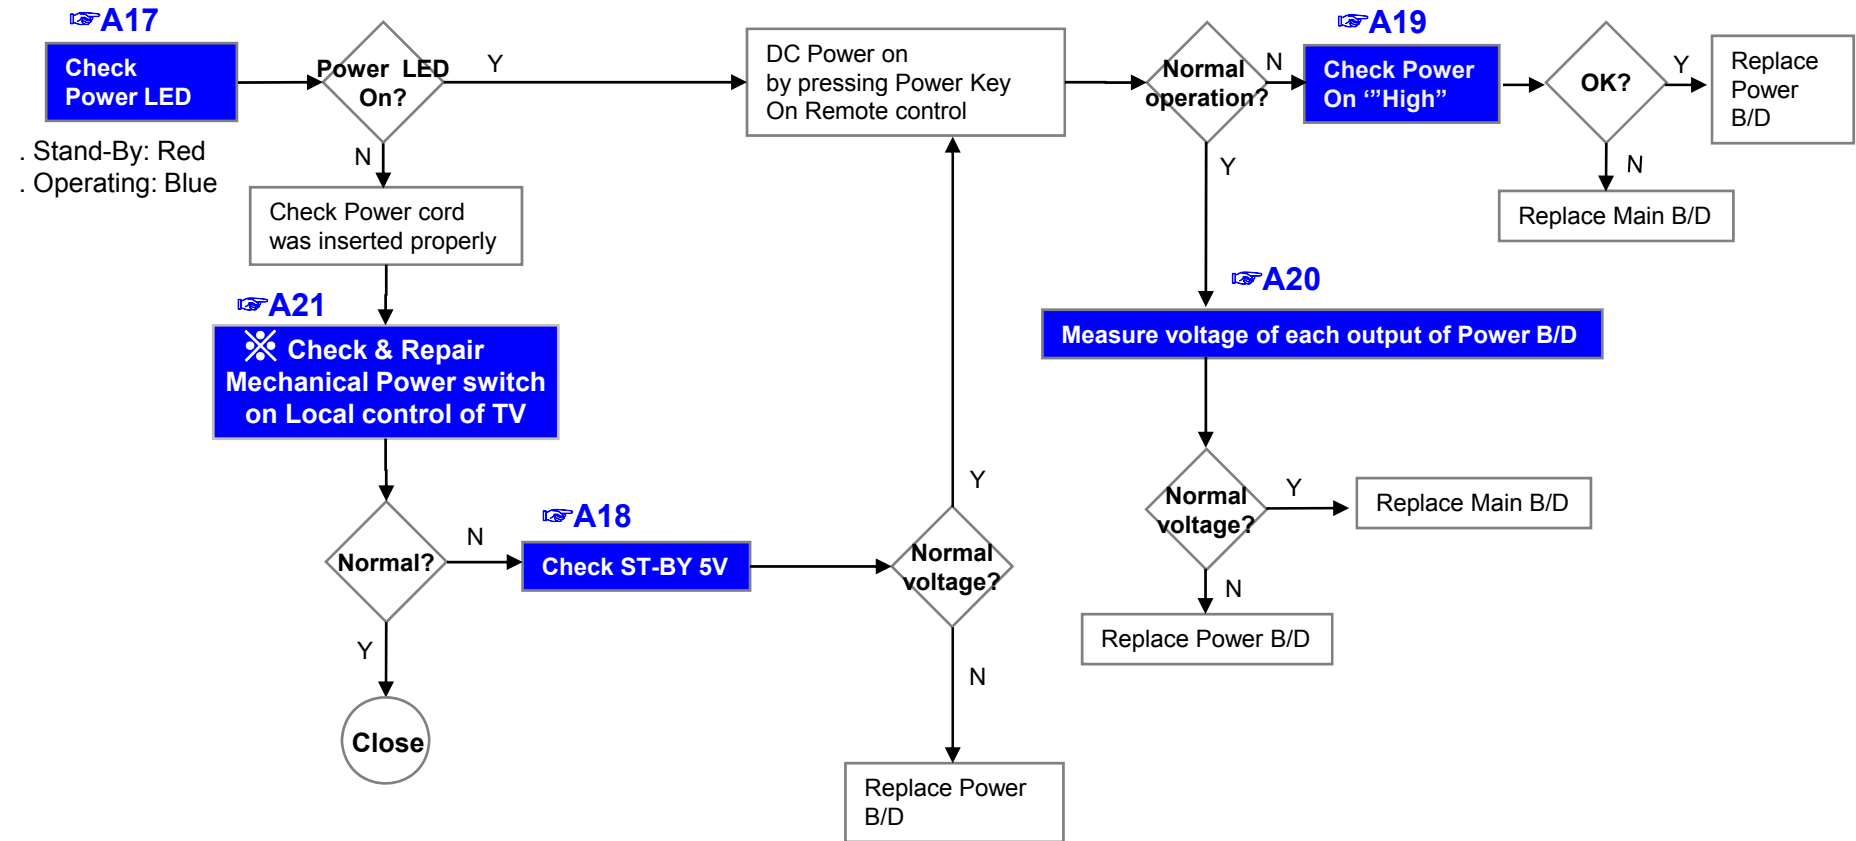 ☞A17
Check
Power LED
. Stand-By: Red
. Operating: Blue
Power LED
On?
Y
N
Check Power cord
was inserted properly
☞A21
※ Check & Repair
Mechanical Power switch
on Local control of TV
Normal?
N
Y
Close
☞A18
Check ST-BY 5V
Normal
voltage?
Y
N
Replace Power
B/D
DC Power on
by pressing Power Key
On Remote control
Normal
operation?
N
Y
☞A19
Check Power
On ‘”High”
OK?
Y
N
Replace
Power
B/D
Replace Main B/D
☞A20
Measure voltage of each output of Power B/D
Normal
voltage?
Y
N
Replace Main B/D
Replace Power B/D